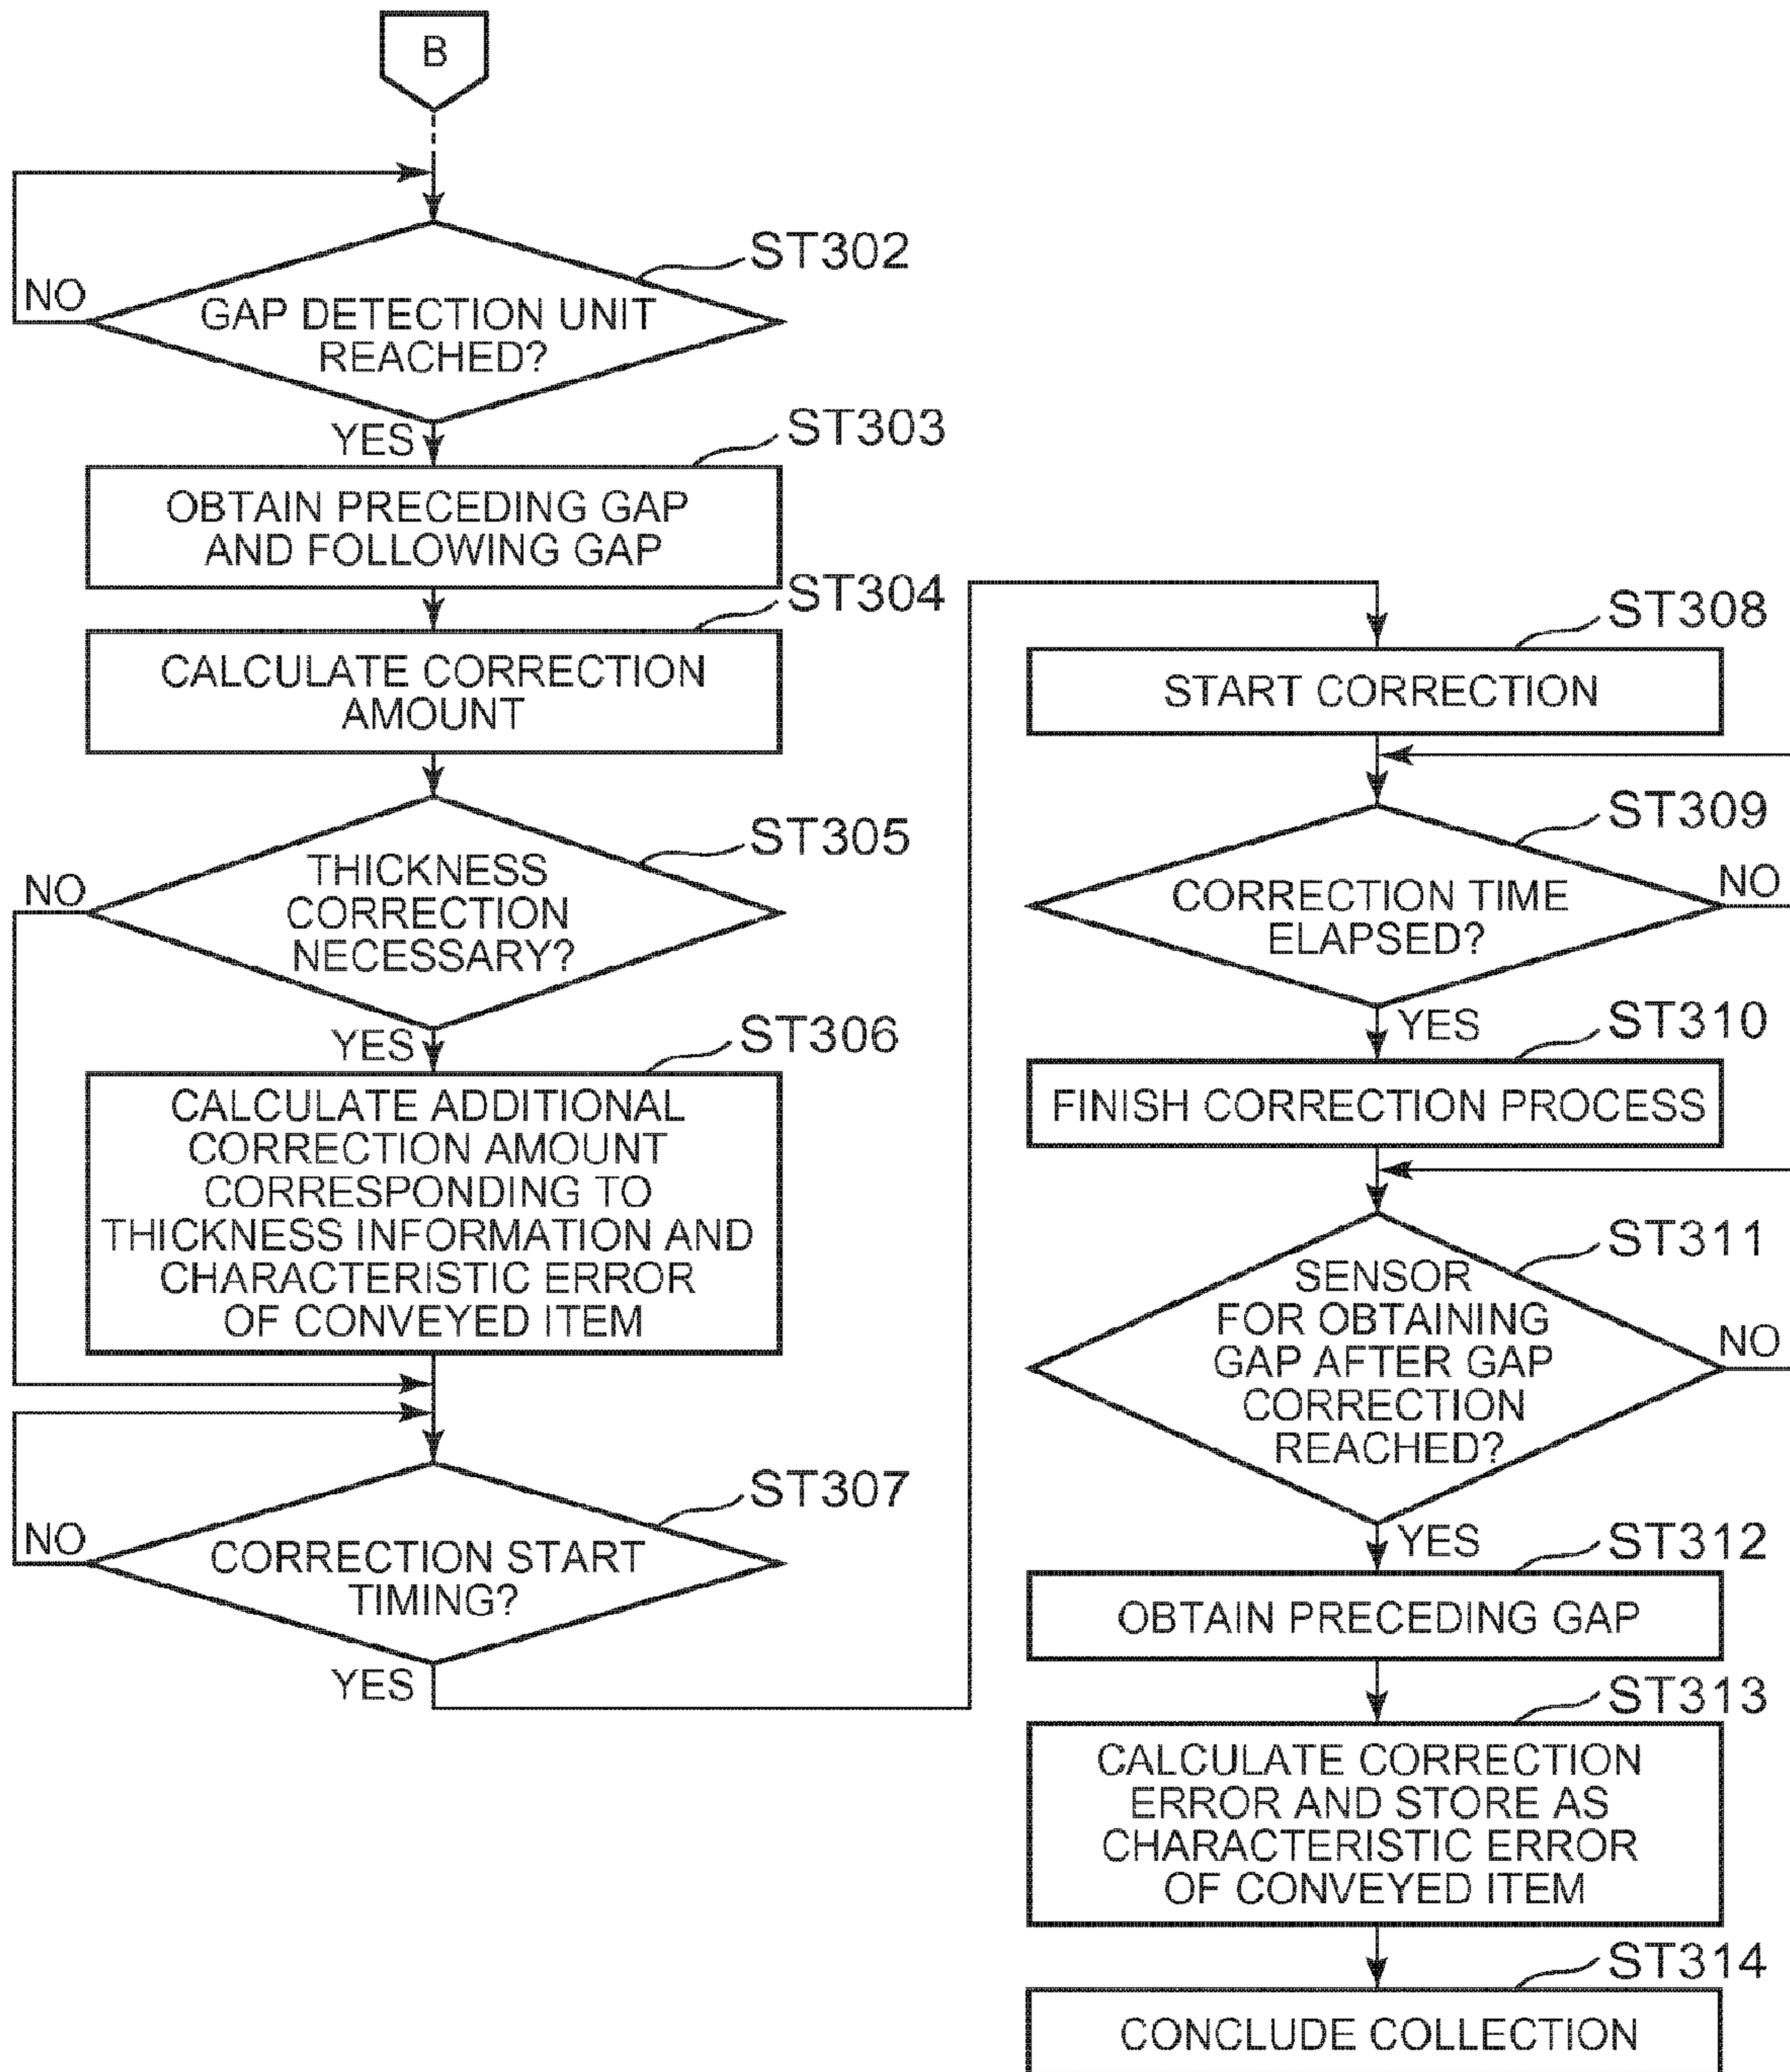 B
ST302
NO
GAP DETECTION UNIT
REACHED?
YES
ST303
OBTAIN PRECEDING GAP
AND FOLLOWING GAP
ST304
CALCULATE CORRECTION
AMOUNT
ST305
NO
THICKNESS
CORRECTION
NECESSARY?
YES
ST306
CALCULATE ADDITIONAL
CORRECTION AMOUNT
CORRESPONDING TO
THICKNESS INFORMATION AND
CHARACTERISTIC ERROR
OF CONVEYED ITEM
ST307
NO
CORRECTION START
TIMING?
YES
ST308
START CORRECTION
ST309
CORRECTION TIME
ELAPSED?
NO
YES
ST310
FINISH CORRECTION PROCESS
ST311
SENSOR
FOR OBTAINING
GAP AFTER GAP
CORRECTION
REACHED?
NO
YES
ST312
OBTAIN PRECEDING GAP
ST313
CALCULATE CORRECTION
ERROR AND STORE AS
CHARACTERISTIC ERROR
OF CONVEYED ITEM
ST314
CONCLUDE COLLECTION